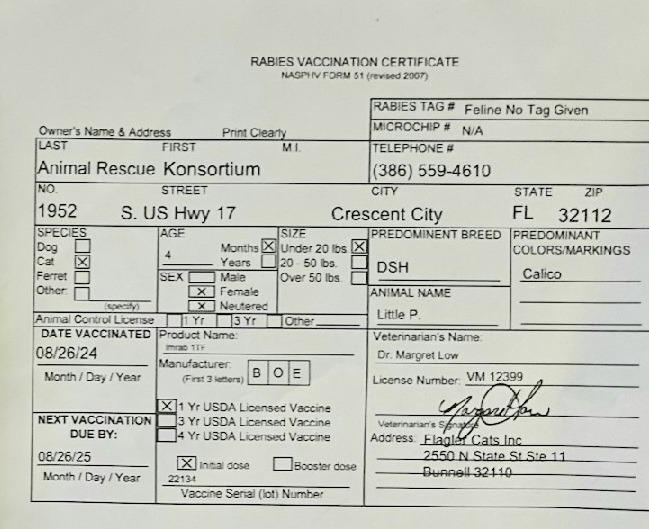 RABIES VACCINATION CERTIFICATE
NASPHV FORM 51 (revised 2007)
RABIES TAG # Feline No Tag Given
Owner's Name & Address Print Clearly
MICROCHIP # N/A
LAST FIRST M.I. TELEPHONE #
Animal Rescue Konsortium (386) 559-4610
NO. STREET CITY STATE ZIP
1952 S. US Hwy 17 Crescent City FL 32112
SPECIES AGE SIZE PREDOMINENT BREED PREDOMINANT
COLORS/MARKINGS
Dog 4 Months X Under 20 lbs. X
Cat X Years 20 - 50 lbs. DSH Calico
Ferret SEX Male Over 50 lbs.
Other: X Female ANIMAL NAME
(specify) X Neutered Little P.
Animal Control License 1 Yr 3 Yr Other
DATE VACCINATED Product Name: Veterinarian's Name:
08/26/24 Imrab 1TF Dr. Margret Low
Month / Day / Year Manufacturer: B O E
(First 3 letters) License Number: VM 12399
X 1 Yr USDA Licensed Vaccine
NEXT VACCINATION 3 Yr USDA Licensed Vaccine Veterinarian's Signature
DUE BY: 4 Yr USDA Licensed Vaccine Address: Flagler Cats Inc
08/26/25 X Initial dose Booster dose 2550 N State St Ste 11
Month / Day / Year 22134 Bunnell 32110
Vaccine Serial (lot) Number